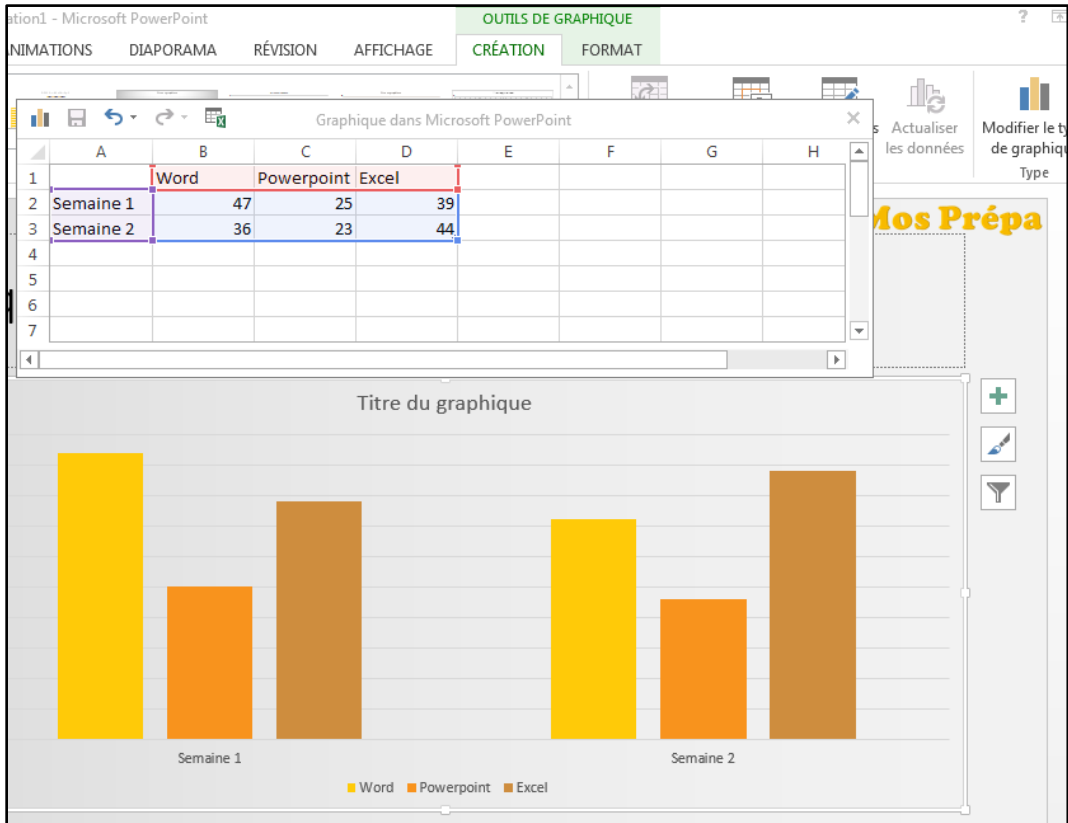 ation1 - Microsoft PowerPoint OUTILS DE GRAPHIQUE ?
NIMATIONS DIAPORAMA RÉVISION AFFICHAGE CRÉATION FORMAT
Graphique dans Microsoft PowerPoint
s Actualiser Modifier le ty
les données de graphiqu
Type
A B C D E F G H
1 Word Powerpoint Excel
2 Semaine 1 47 25 39
3 Semaine 2 36 23 44
4
5
6
7
Mos Prépa
Titre du graphique
Semaine 1 Semaine 2
Word Powerpoint Excel